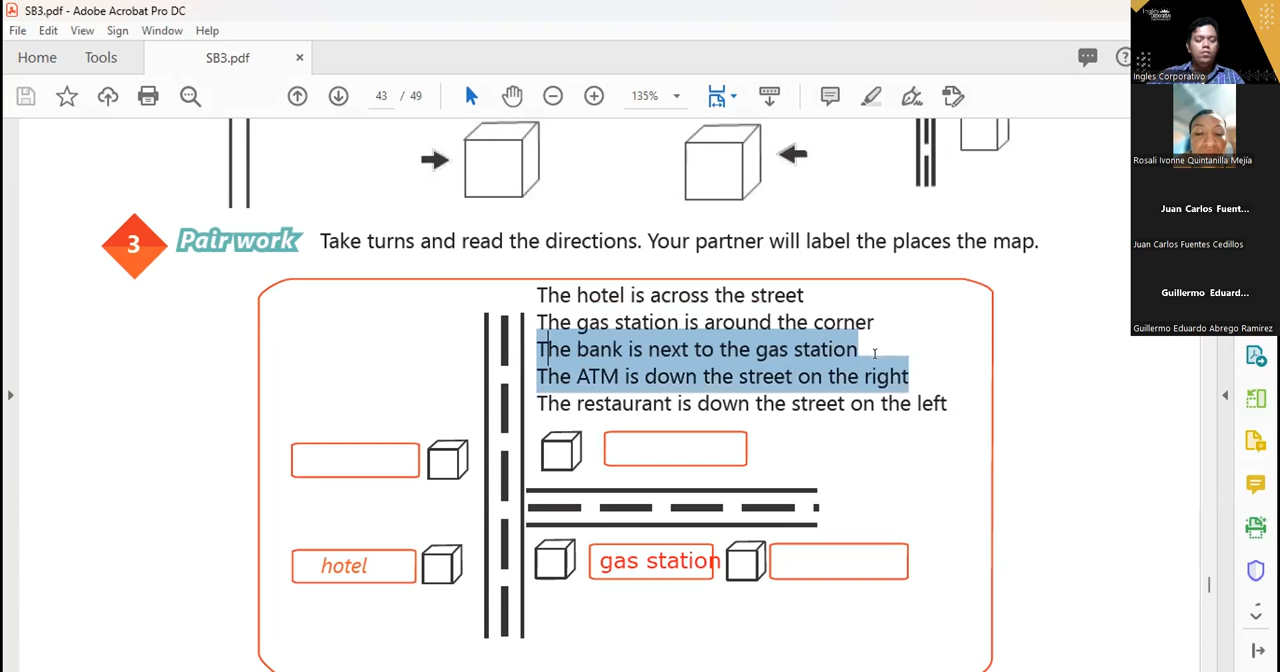 SB3.pdf - Adobe Acrobat Pro DC
File Edit View Sign Window Help
Home Tools SB3.pdf ×
43 / 49 135%
3 Pair work Take turns and read the directions. Your partner will label the places the map.
The hotel is across the street
The gas station is around the corner
The bank is next to the gas station
The ATM is down the street on the right
The restaurant is down the street on the left
hotel
gas station
Ingles Corporativo
Rosali Ivonne Quintanilla Mejía
Juan Carlos Fuent...
Juan Carlos Fuentes Cedillos
Guillermo Eduard...
Guillermo Eduardo Abrego Ramirez